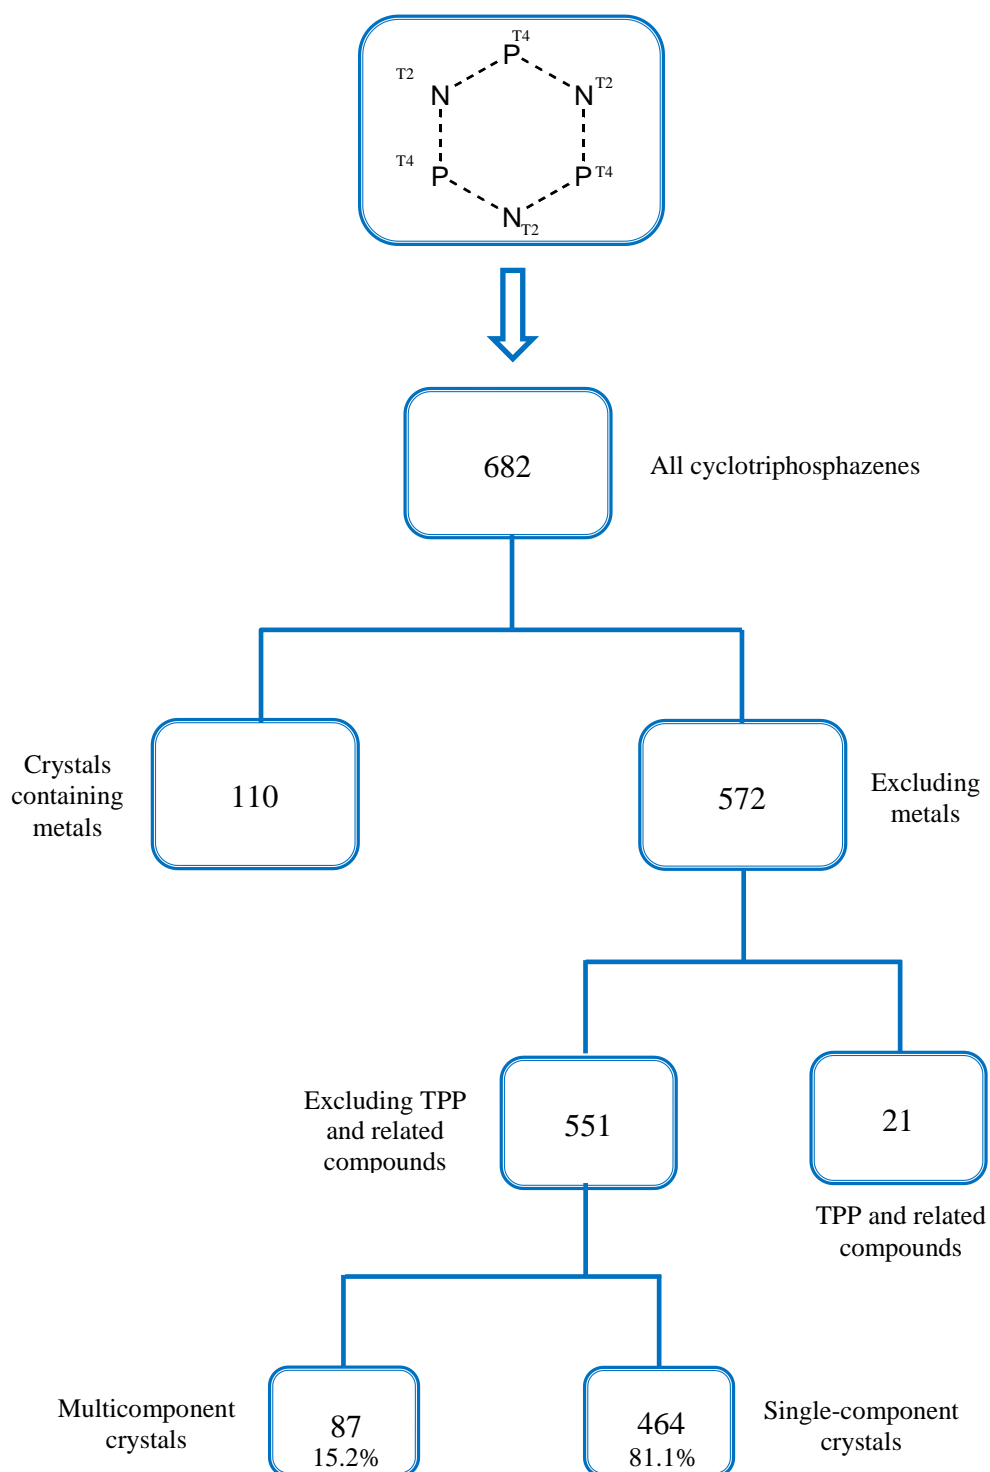 T4
P
T2
N
N T2
T4
P
P T4
N T2
682
All cyclotriphosphazenes
Crystals
containing
metals
110
572
Excluding
metals
Excluding TPP
and related
compounds
551
21
TPP and related
compounds
Multicomponent
crystals
87
15.2%
464
81.1%
Single-component
crystals